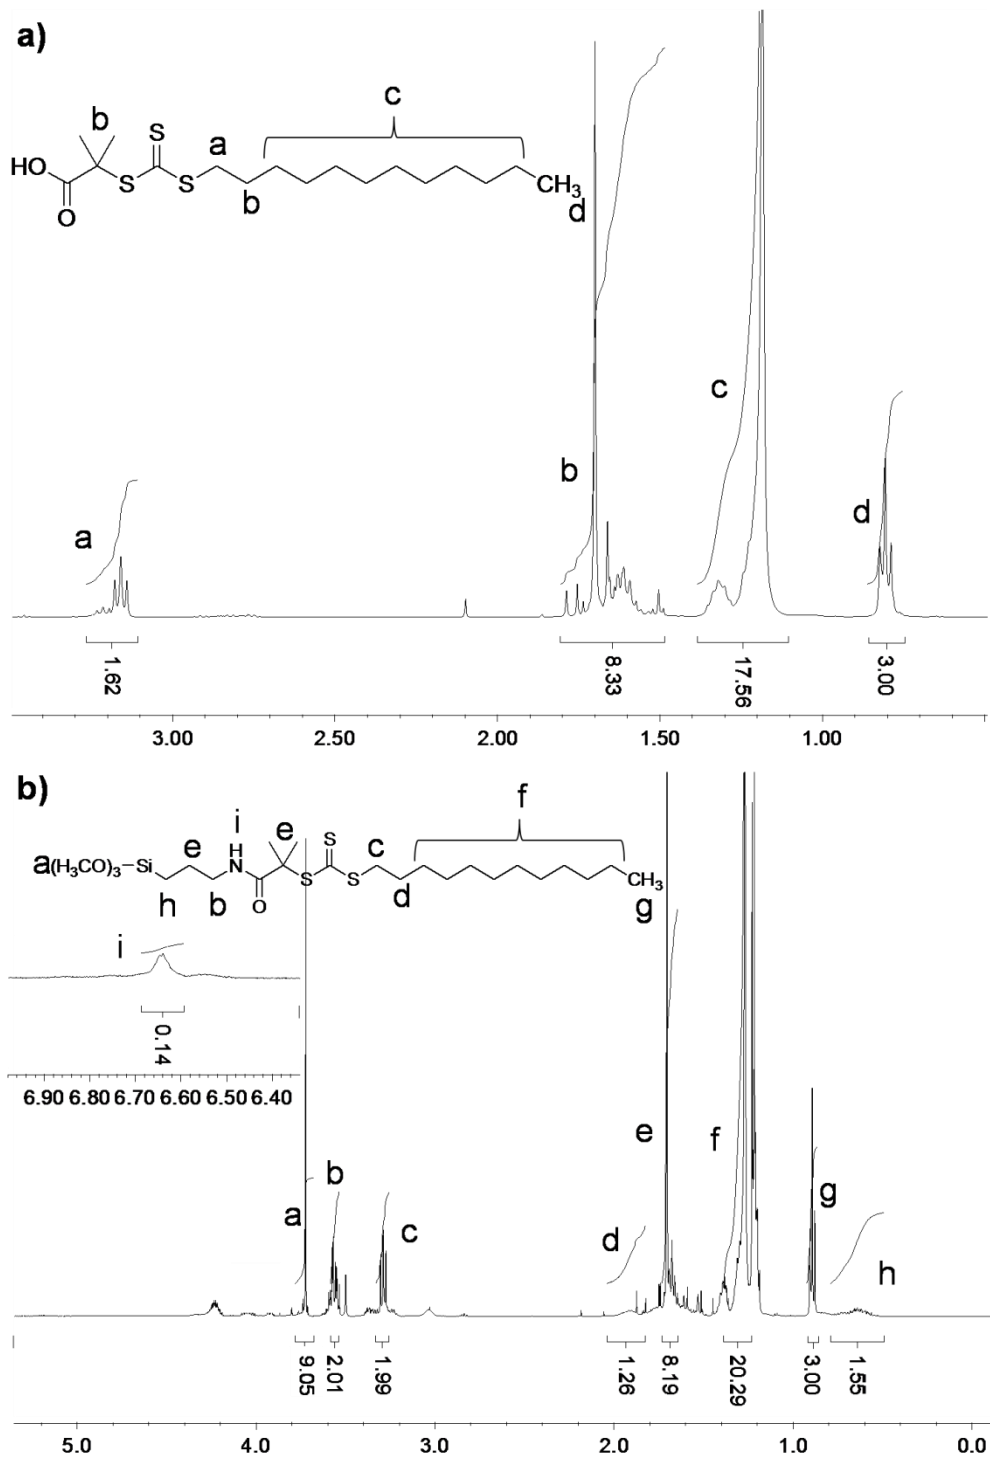 a)
b
c
S
a
HO
S
S
CH3
O
b
d
c
b
d
a
1.62
8.33
17.56
3.00
3.00
2.50
2.00
1.50
1.00
b)
f
i
e
H
e
S
c
a(H3CO)3–Si
N
S
S
CH3
h
b
O
d
g
i
0.14
6.90 6.80 6.70 6.60 6.50 6.40
e
f
b
a
c
d
g
h
9.05
2.01
1.99
1.26
8.19
20.29
3.00
1.55
5.0
4.0
3.0
2.0
1.0
0.0